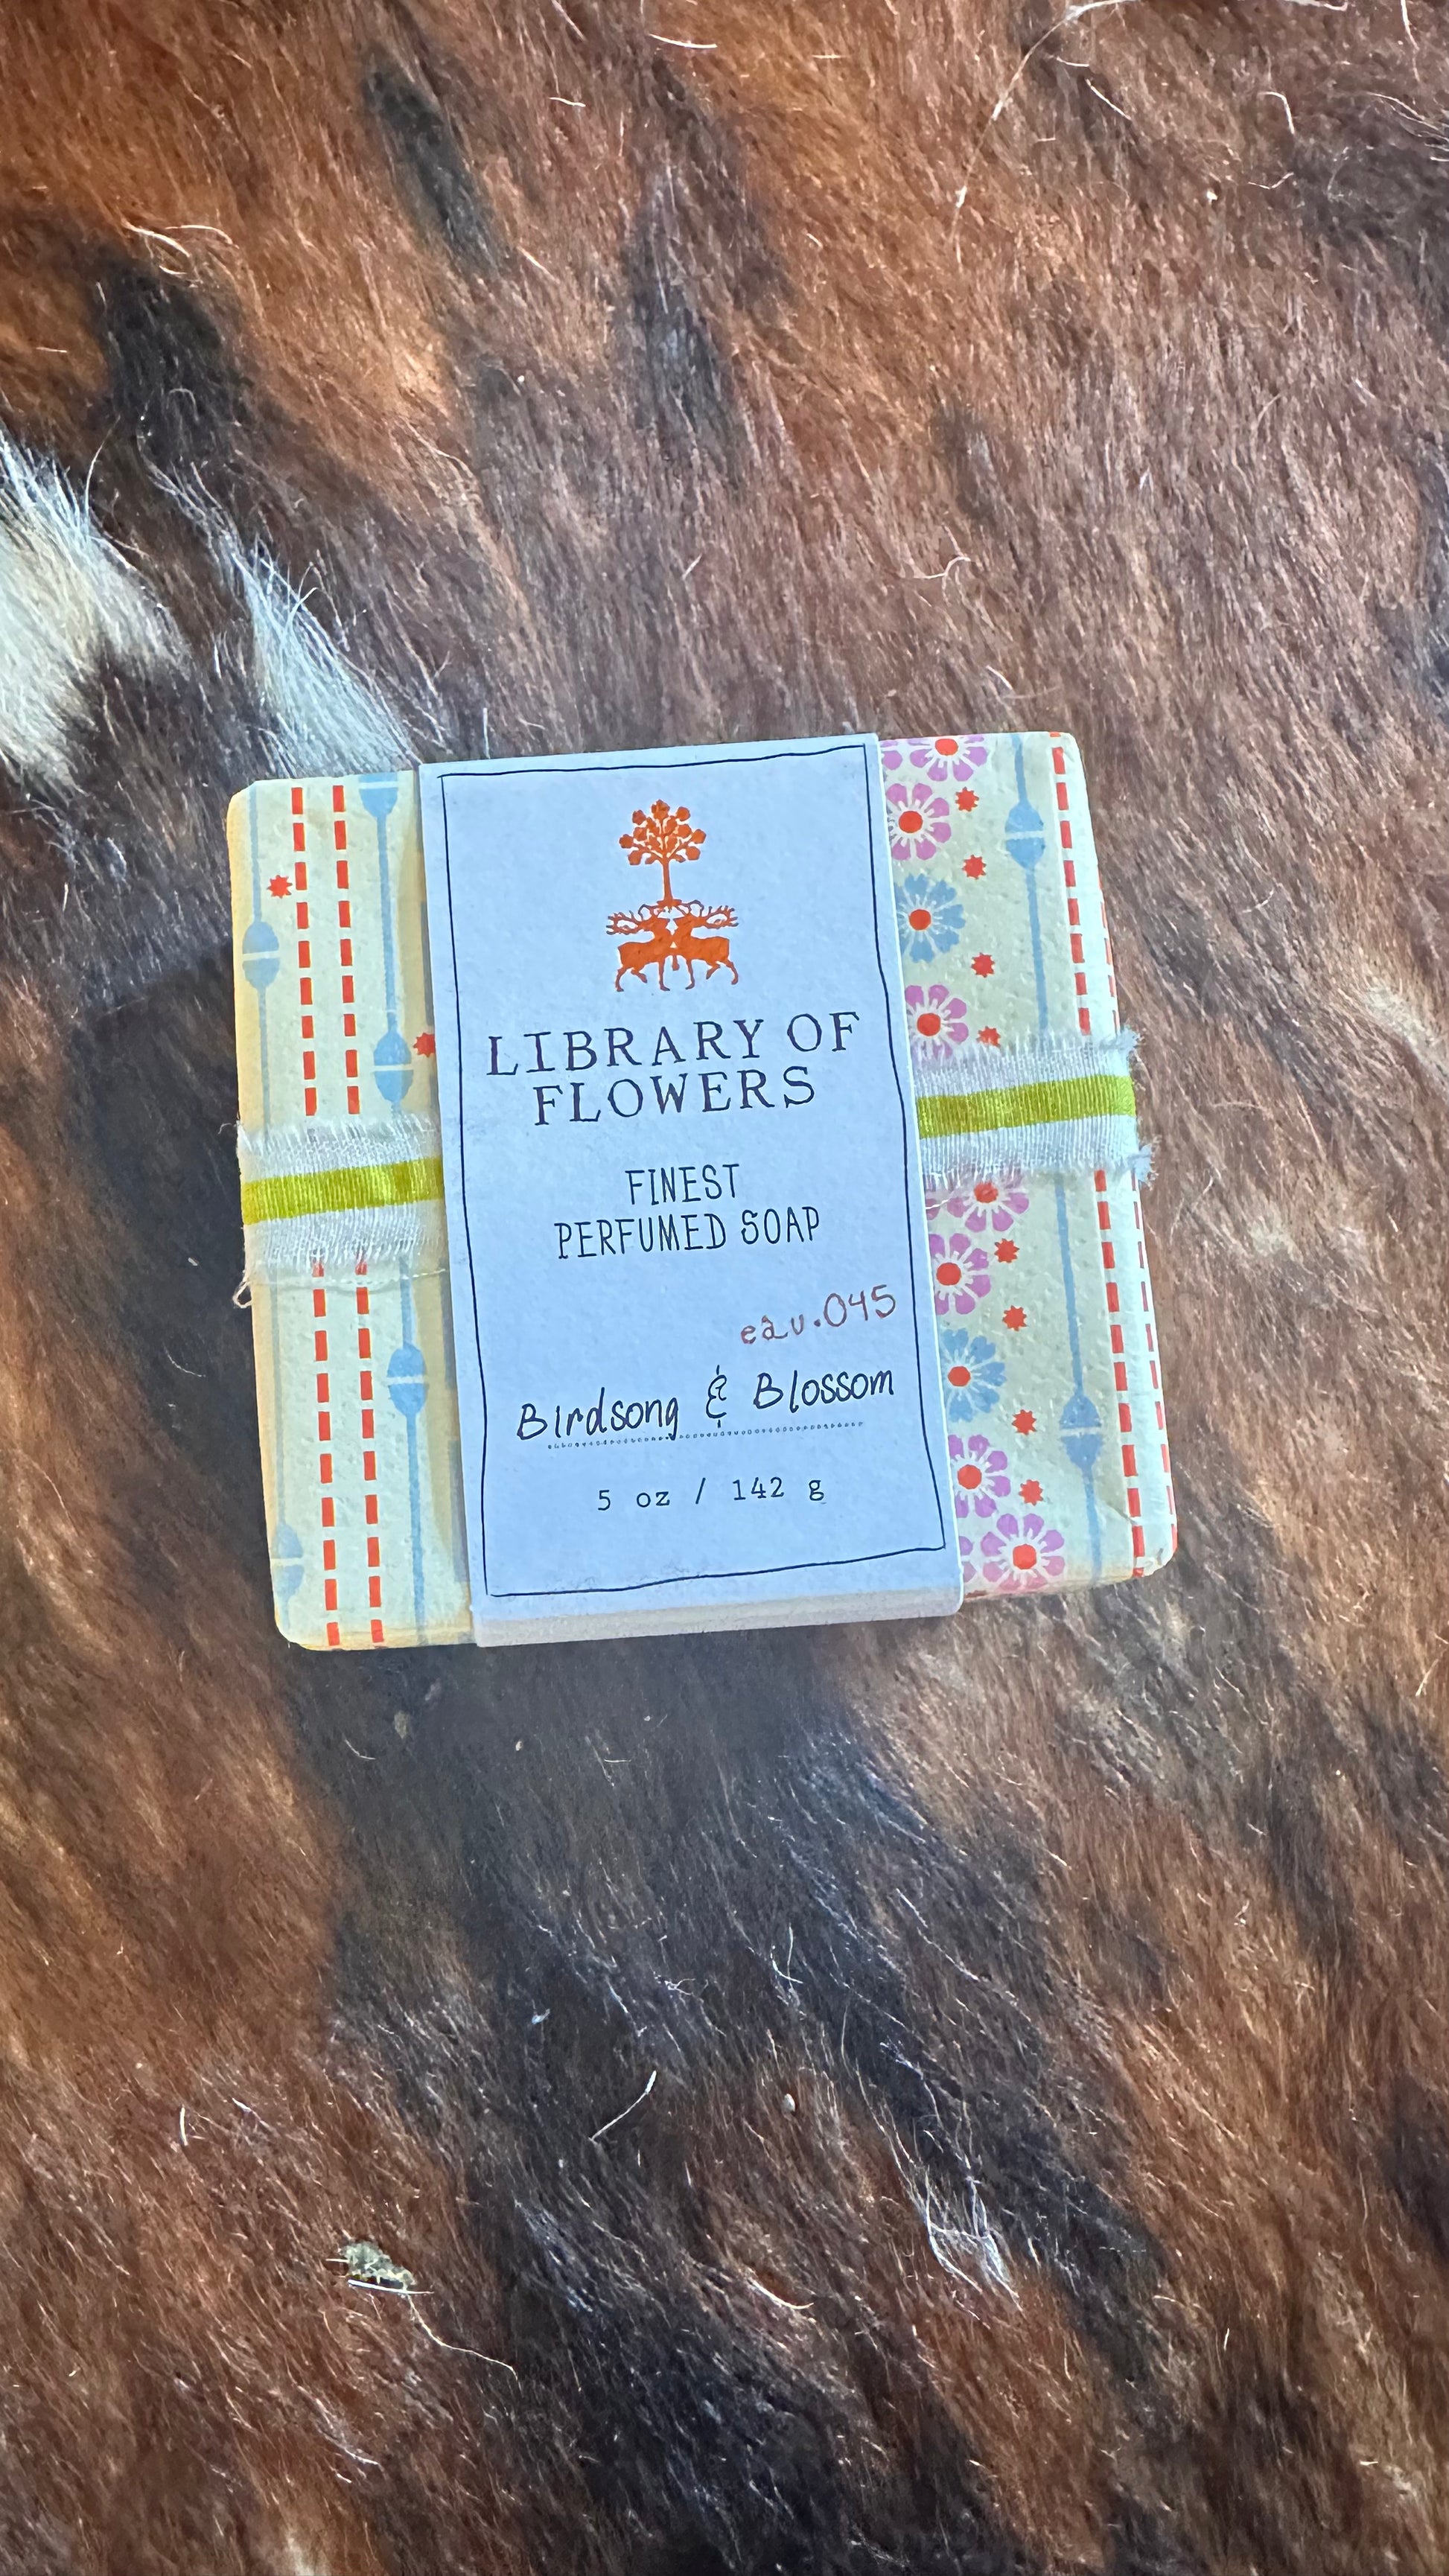 LIBRARY OF
FLOWERS
FINEST
PERFUMED SOAP
eau.045
Birdsong & Blossom
5 oz / 142 g